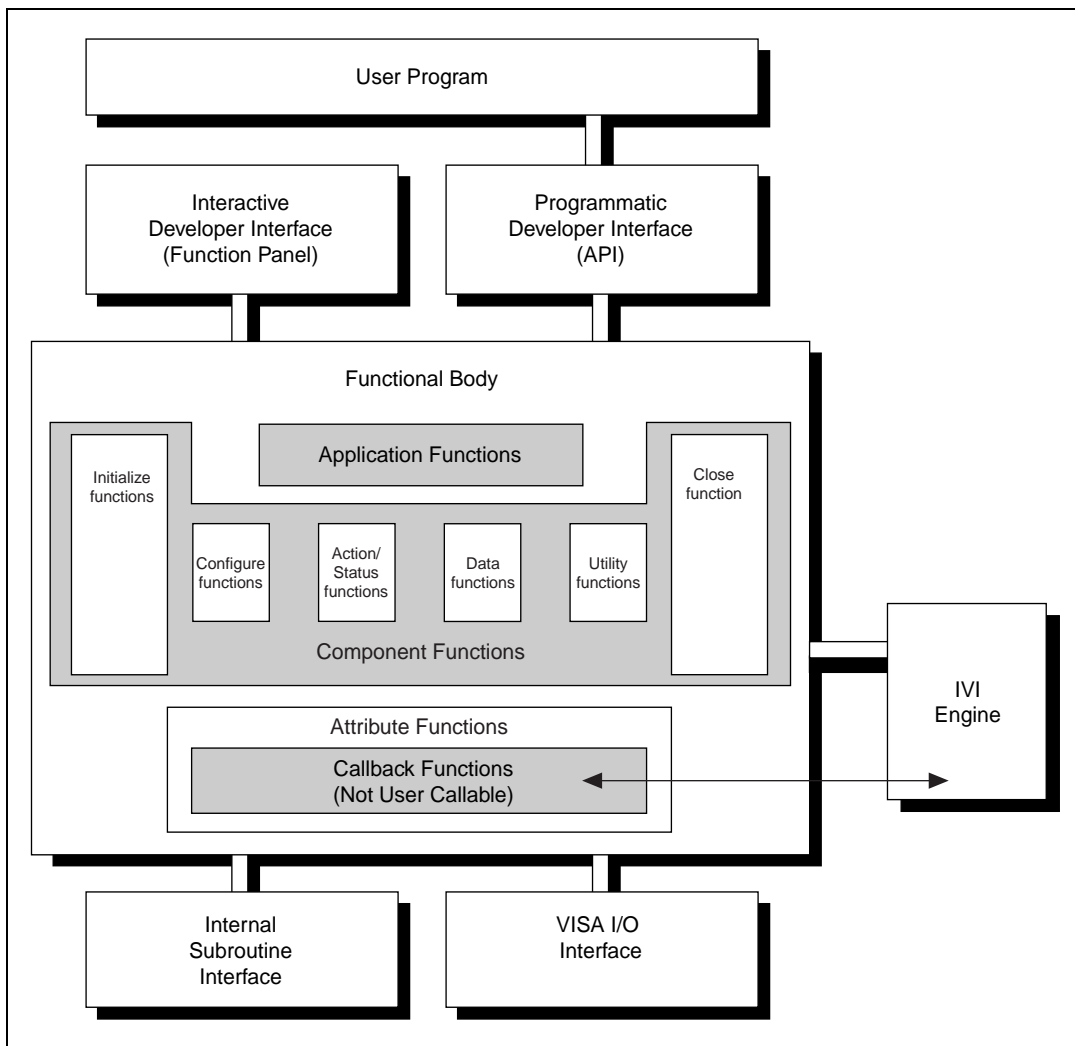 User Program
Interactive
Developer Interface
(Function Panel)
Programmatic
Developer Interface
(API)
Functional Body
Application Functions
Initialize
functions
Close
function
Configure
functions
Action/
Status
functions
Data
functions
Utility
functions
Component Functions
IVI
Engine
Attribute Functions
Callback Functions
(Not User Callable)
Internal
Subroutine
Interface
VISA I/O
Interface